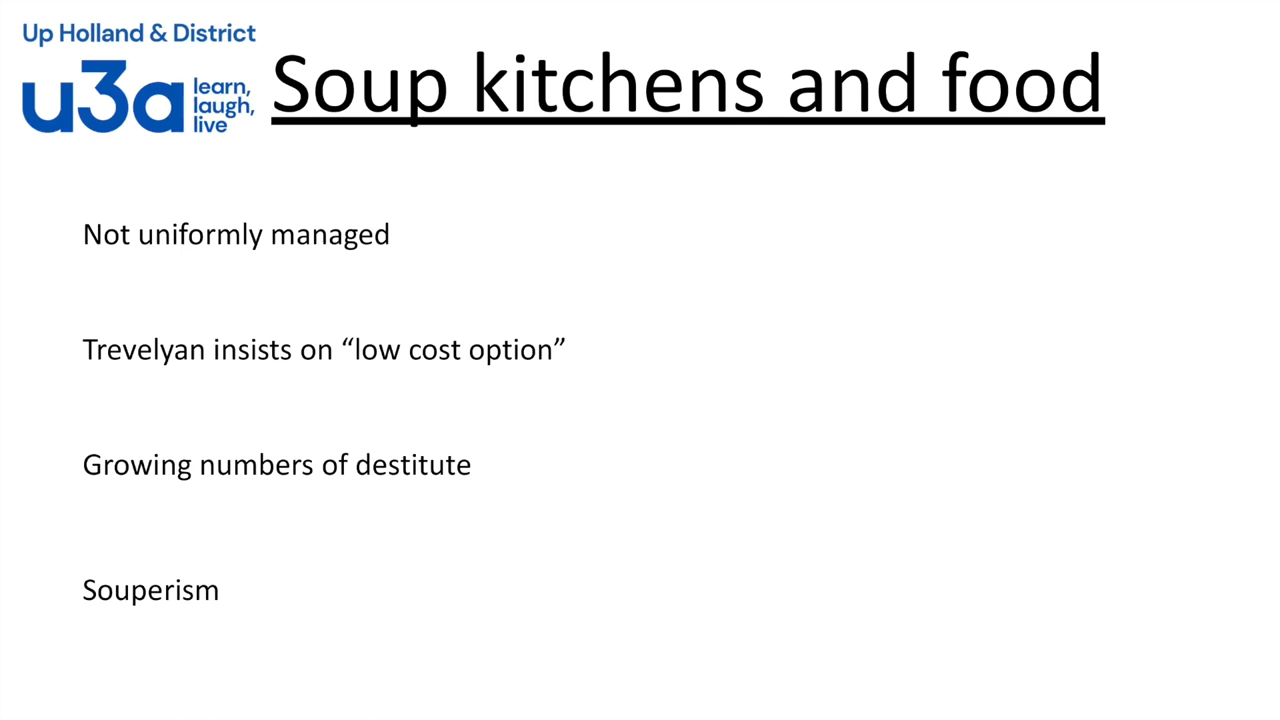 Up Holland & District
u3a learn,
laugh,
live
Soup kitchens and food
Not uniformly managed
Trevelyan insists on “low cost option”
Growing numbers of destitute
Souperism